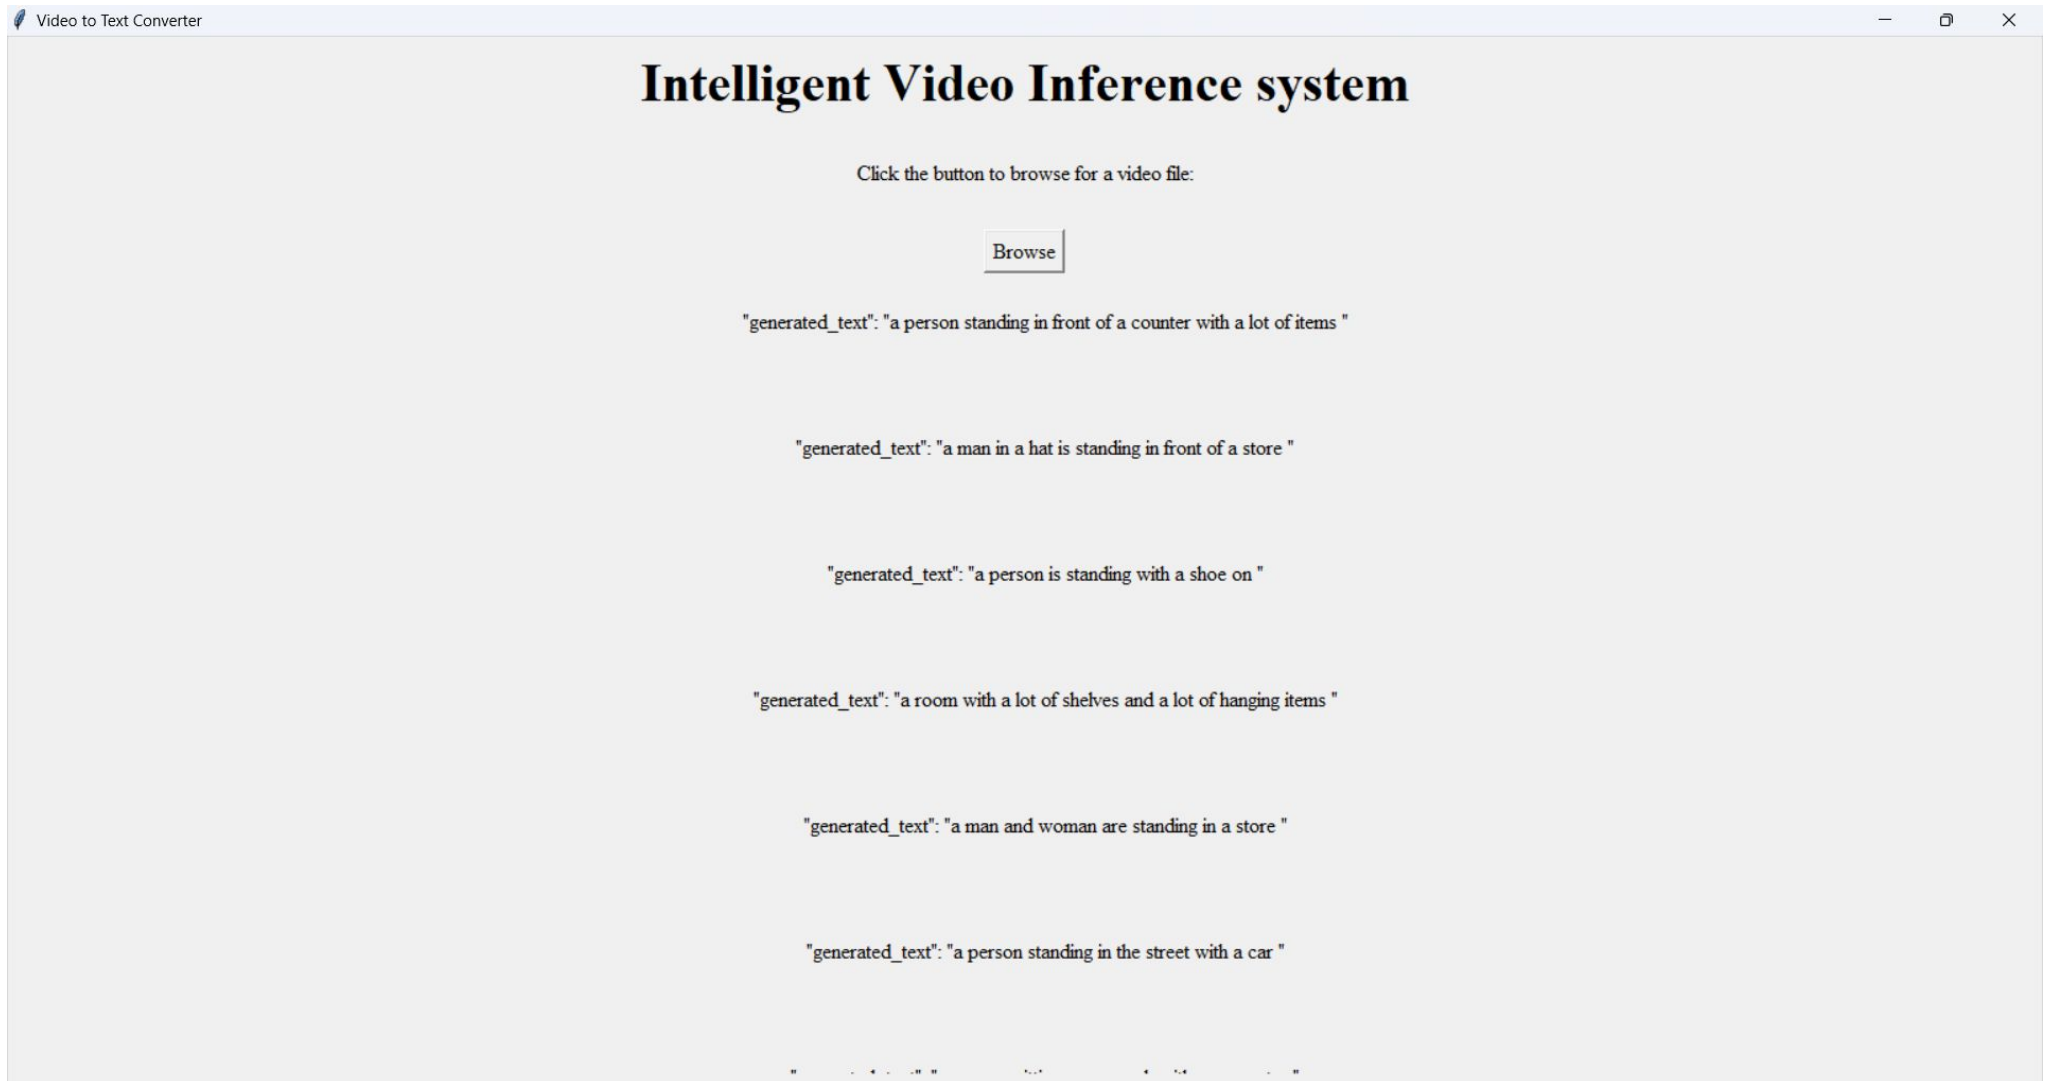 Video to Text Converter
Intelligent Video Inference system
Click the button to browse for a video file:
Browse
"generated_text": "a person standing in front of a counter with a lot of items "
"generated_text": "a man in a hat is standing in front of a store "
"generated_text": "a person is standing with a shoe on "
"generated_text": "a room with a lot of shelves and a lot of hanging items "
"generated_text": "a man and woman are standing in a store "
"generated_text": "a person standing in the street with a car "